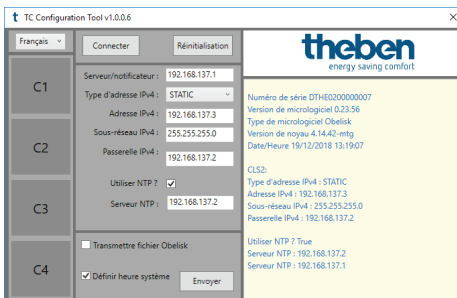 t TC Configuration Tool v1.0.0.6
Français
Connecter
Réinitialisation
C1
C2
C3
C4
Serveur/notificateur : 192.168.137.1
Type d'adresse IPv4 : STATIC
Adresse IPv4 : 192.168.137.3
Sous-réseau IPv4 : 255.255.255.0
Passerelle IPv4 : 192.168.137.2
Utiliser NTP ?
Serveur NTP : 192.168.137.2
Transmettre fichier Obelisk
Définir heure système
Envoyer
theben
energy saving comfort
Numéro de série DTHE0200000007
Version de micrologiciel 0.23.56
Type de micrologiciel Obelisk
Version de noyau 4.14.42-mtg
Date/Heure 19/12/2018 13:19:07
CLS2:
Type d'adresse IPv4 : STATIC
Adresse IPv4 : 192.168.137.3
Sous-réseau IPv4 : 255.255.255.0
Passerelle IPv4 : 192.168.137.2
Utiliser NTP ? True
Serveur NTP : 192.168.137.2
Serveur NTP : 192.168.137.1